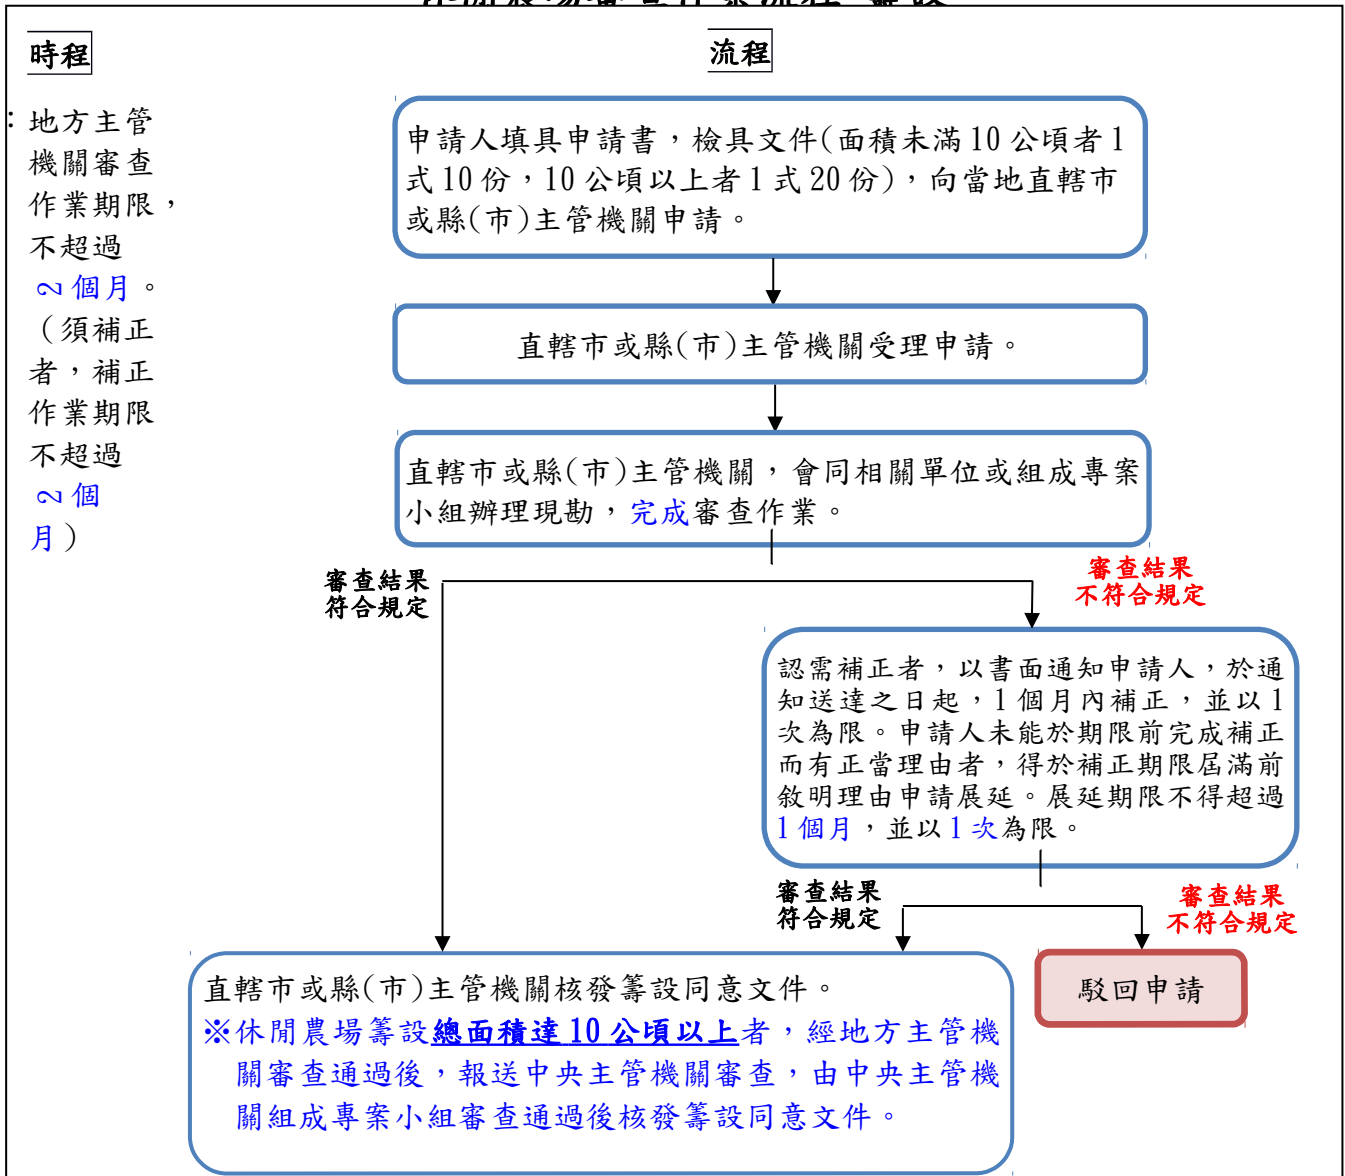 時程
流程
：地方主管
機關審查
作業期限，
不超過
2個月。
（須補正
者，補正
作業期限
不超過
2個
月）
申請人填具申請書，檢具文件(面積未滿10公頃者1
式10份，10公頃以上者1式20份)，向當地直轄市
或縣(市)主管機關申請。
直轄市或縣(市)主管機關受理申請。
直轄市或縣(市)主管機關，會同相關單位或組成專案
小組辦理現勘，完成審查作業。
審查結果
符合規定
審查結果
不符合規定
認需補正者，以書面通知申請人，於通
知送達之日起，1個月內補正，並以1
次為限。申請人未能於期限前完成補正
而有正當理由者，得於補正期限屆滿前
敘明理由申請展延。展延期限不得超過
1個月，並以1次為限。
審查結果
符合規定
審查結果
不符合規定
直轄市或縣(市)主管機關核發籌設同意文件。
※休閒農場籌設總面積達10公頃以上者，經地方主管機
關審查通過後，報送中央主管機關審查，由中央主管機
關組成專案小組審查通過後核發籌設同意文件。
駁回申請